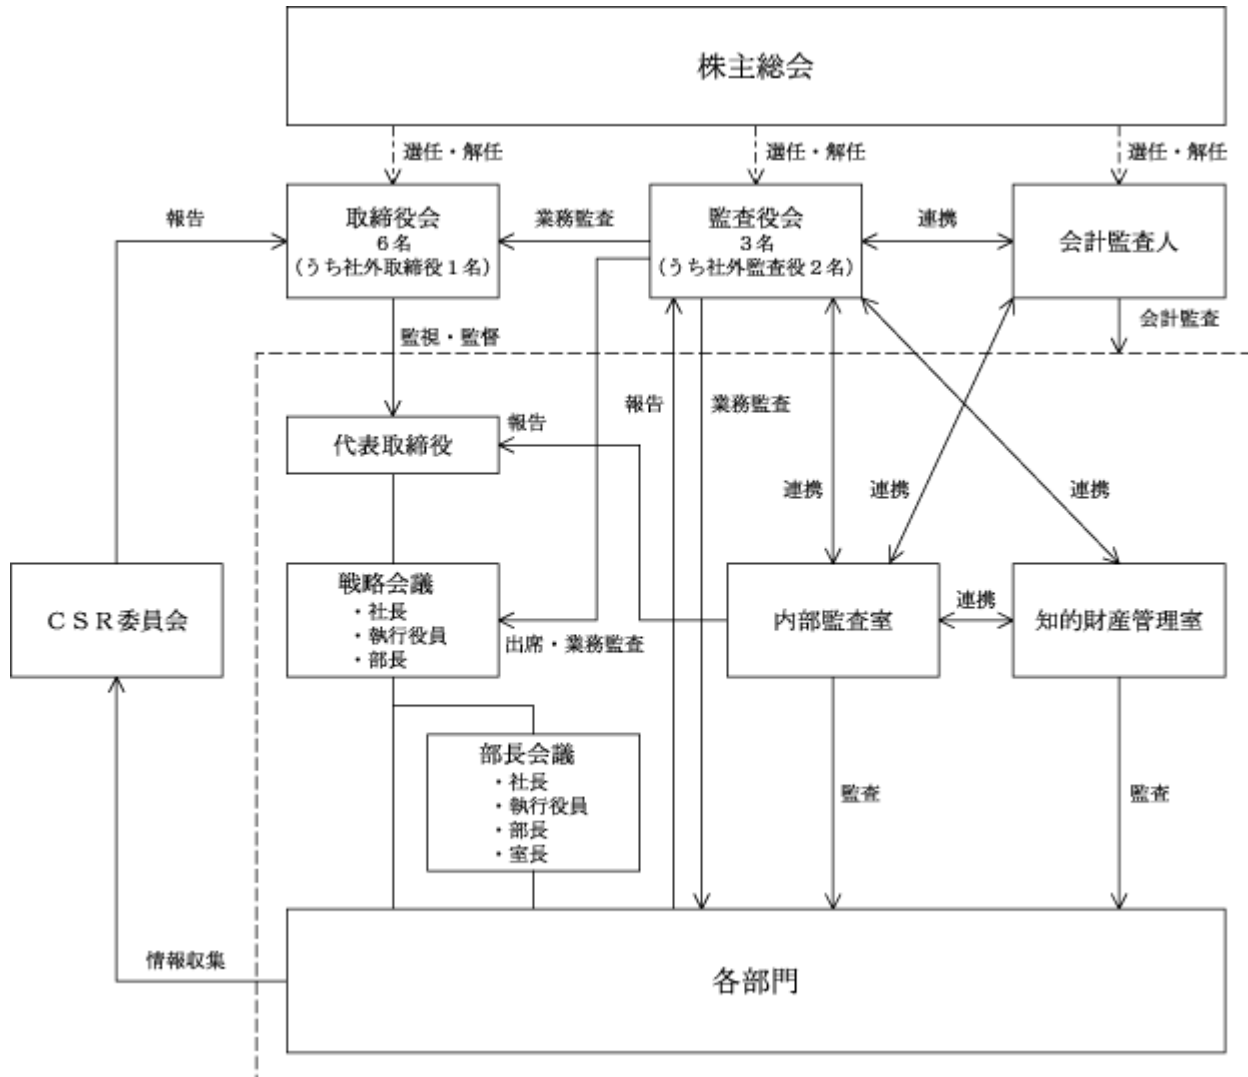 株主総会
選任・解任
選任・解任
選任・解任
報告
取締役会
6名
(うち社外取締役1名)
業務監査
監査役会
3名
(うち社外監査役2名)
連携
会計監査人
監視・監督
会計監査
報告
業務監査
報告
代表取締役
連携
連携
連携
CSR委員会
戦略会議
・社長
・執行役員
・部長
出席・業務監査
内部監査室
連携
知的財産管理室
部長会議
・社長
・執行役員
・部長
・室長
監査
監査
情報収集
各部門